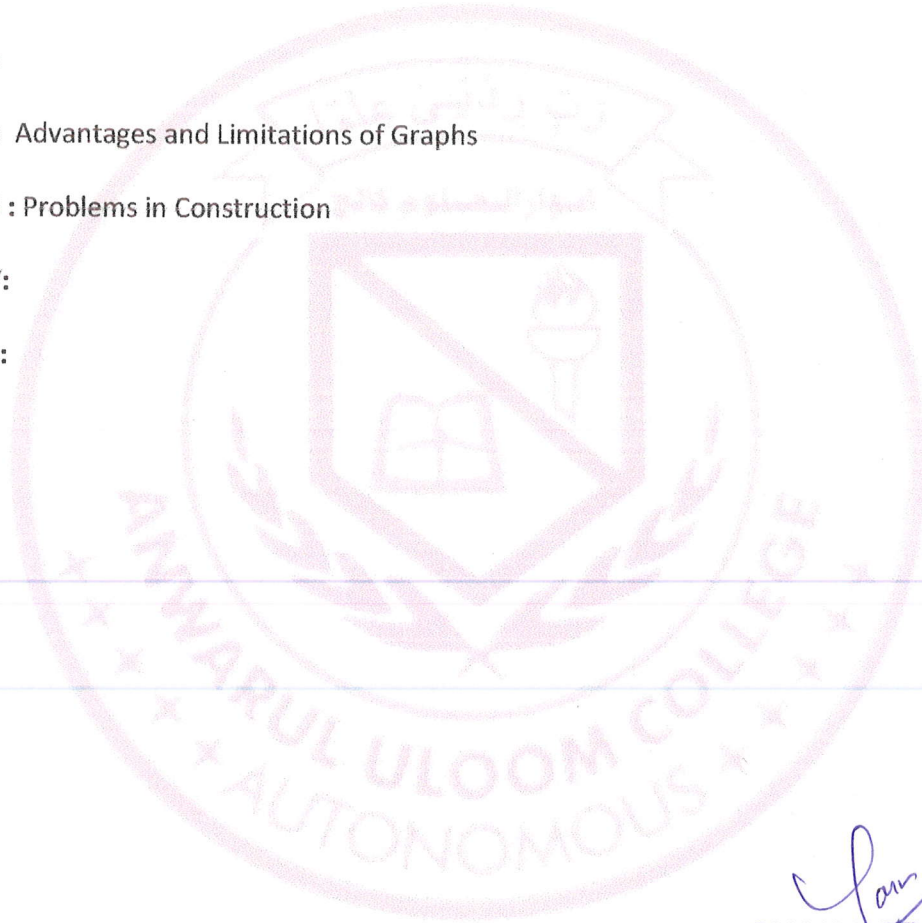 Advantages and Limitations of Graphs
: Problems in Construction
:
:
ANWARUL ULOOM COLLEGE
AUTONOMOUS